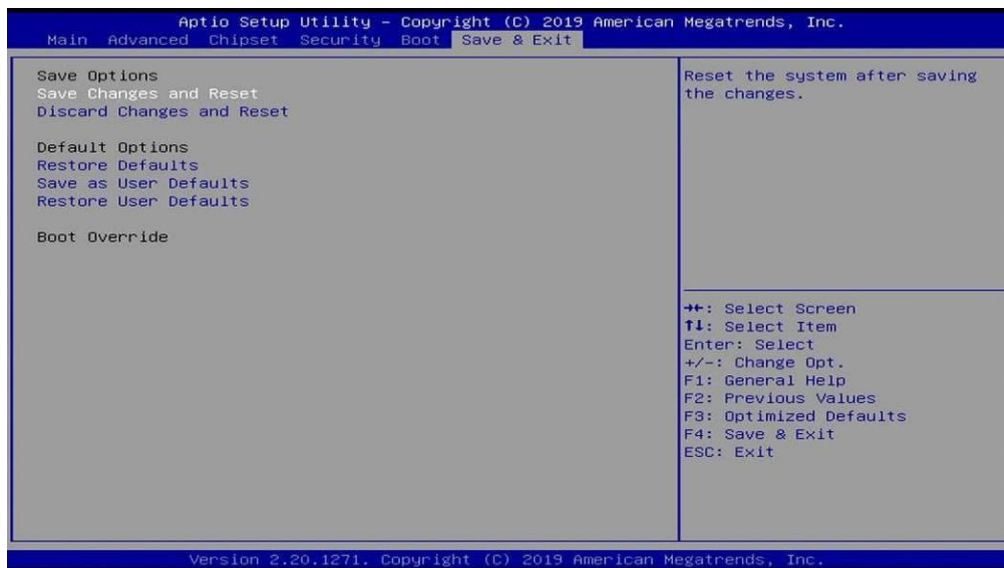 Aptio Setup Utility – Copyright (C) 2019 American Megatrends, Inc.
Main Advanced Chipset Security Boot Save & Exit
Save Options
Save Changes and Reset
Discard Changes and Reset
Default Options
Restore Defaults
Save as User Defaults
Restore User Defaults
Boot Override
Reset the system after saving
the changes.
→←: Select Screen
↑↓: Select Item
Enter: Select
+/-: Change Opt.
F1: General Help
F2: Previous Values
F3: Optimized Defaults
F4: Save & Exit
ESC: Exit
Version 2.20.1271. Copyright (C) 2019 American Megatrends, Inc.